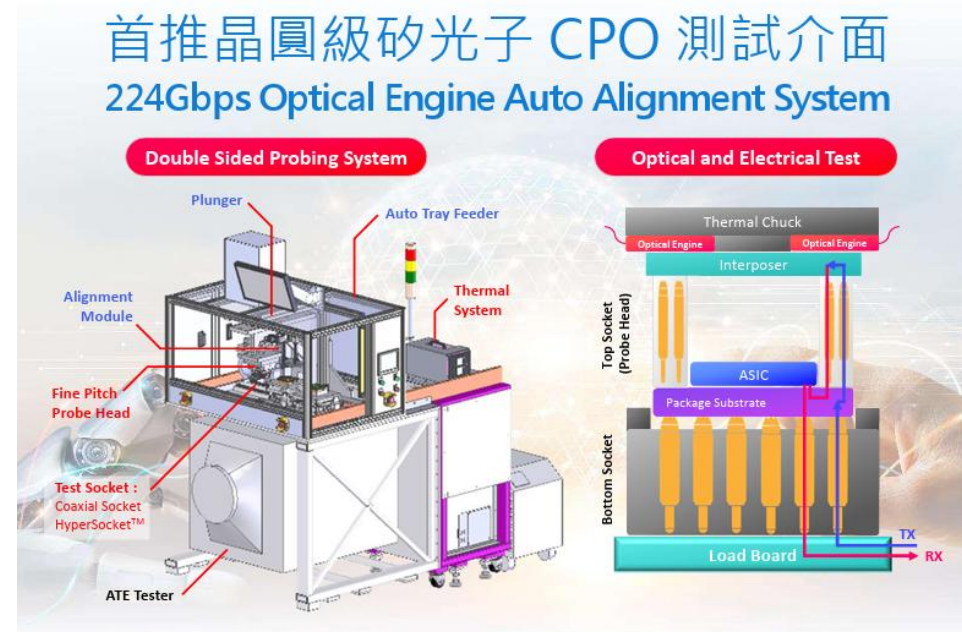 首推晶圓級矽光子 CPO 測試介面
224Gbps Optical Engine Auto Alignment System
Double Sided Probing System
Plunger
Auto Tray Feeder
Alignment
Module
Thermal
System
Fine Pitch
Probe Head
Test Socket :
Coaxial Socket
HyperSocket™
ATE Tester
Optical and Electrical Test
Thermal Chuck
Optical Engine
Optical Engine
Interposer
Top Socket
(Probe Head)
ASIC
Package Substrate
Bottom Socket
Load Board
TX
RX